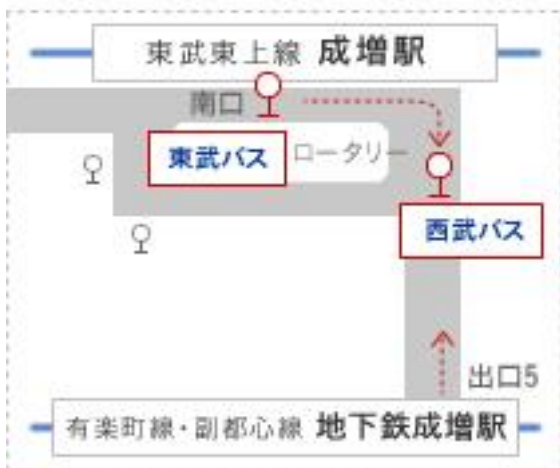 東武東上線 成増駅
南口
東武バス
ロータリー
西武バス
出口5
有楽町線・副都心線 地下鉄成増駅